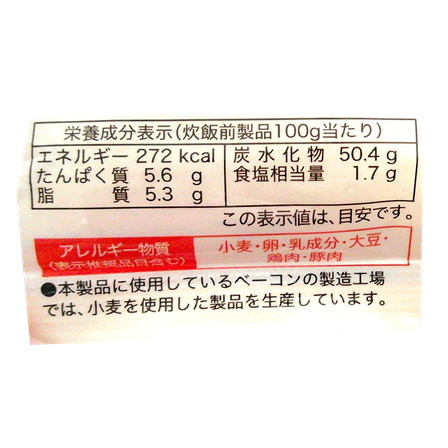 栄養成分表示(炊飯前製品100g当たり)
エネルギー 272 kcal 炭水化物 50.4 g
たんぱく質 5.6 g 食塩相当量 1.7 g
脂質 5.3 g
この表示値は、目安です。
アレルギー物質 小麦・卵・乳成分・大豆・
(表示推奨品目含む) 鶏肉・豚肉
●本製品に使用しているベーコンの製造工場
では、小麦を使用した製品を生産しています。